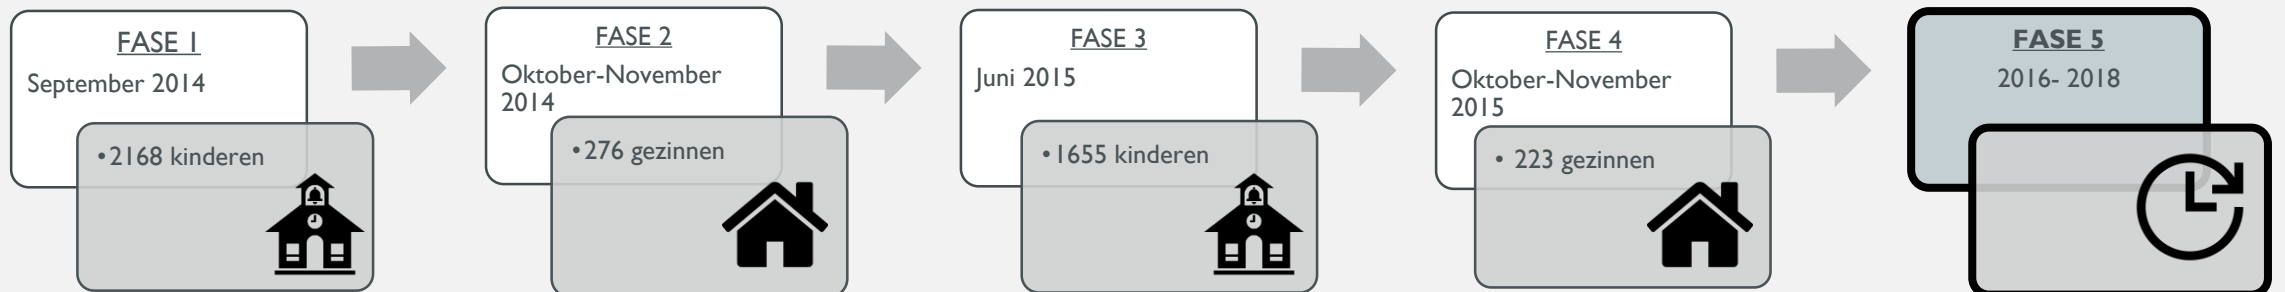 FASE 1
September 2014
•2168 kinderen
FASE 2
Oktober-November
2014
•276 gezinnen
FASE 3
Juni 2015
•1655 kinderen
FASE 4
Oktober-November
2015
• 223 gezinnen
FASE 5
2016- 2018